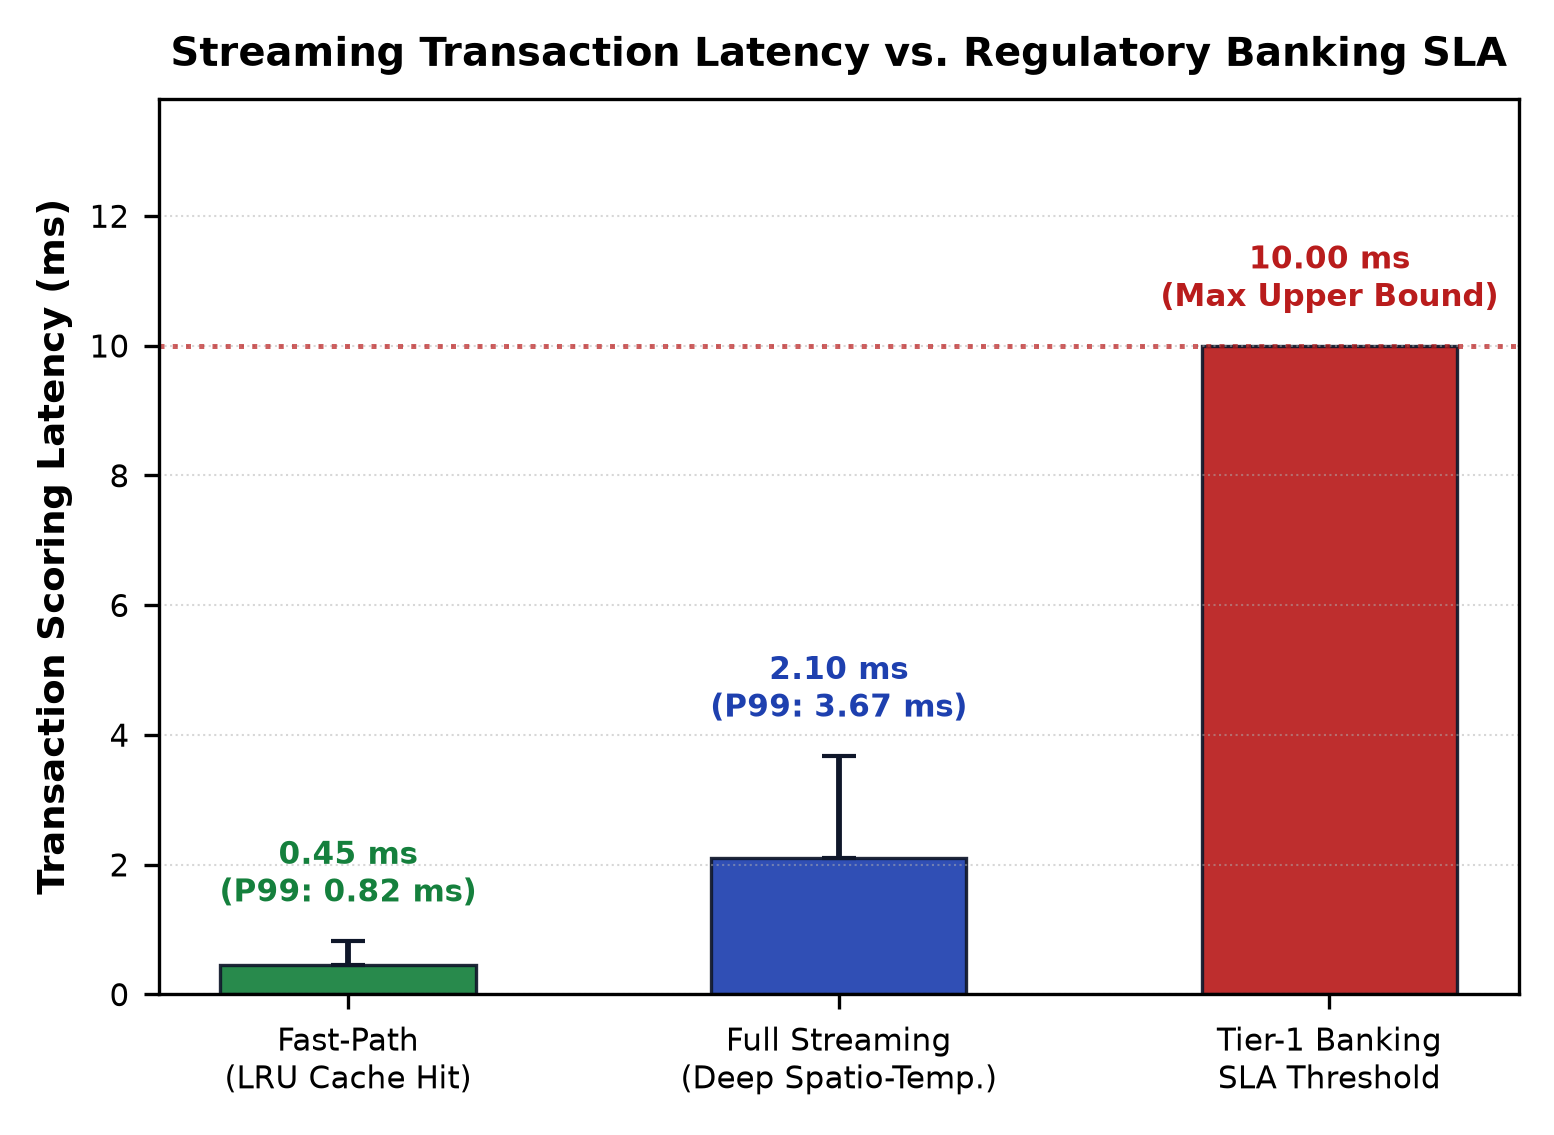 Streaming Transaction Latency vs. Regulatory Banking SLA
Transaction Scoring Latency (ms)
12
10
8
6
4
2
0
10.00 ms
(Max Upper Bound)
2.10 ms
(P99: 3.67 ms)
0.45 ms
(P99: 0.82 ms)
Fast-Path
(LRU Cache Hit)
Full Streaming
(Deep Spatio-Temp.)
Tier-1 Banking
SLA Threshold